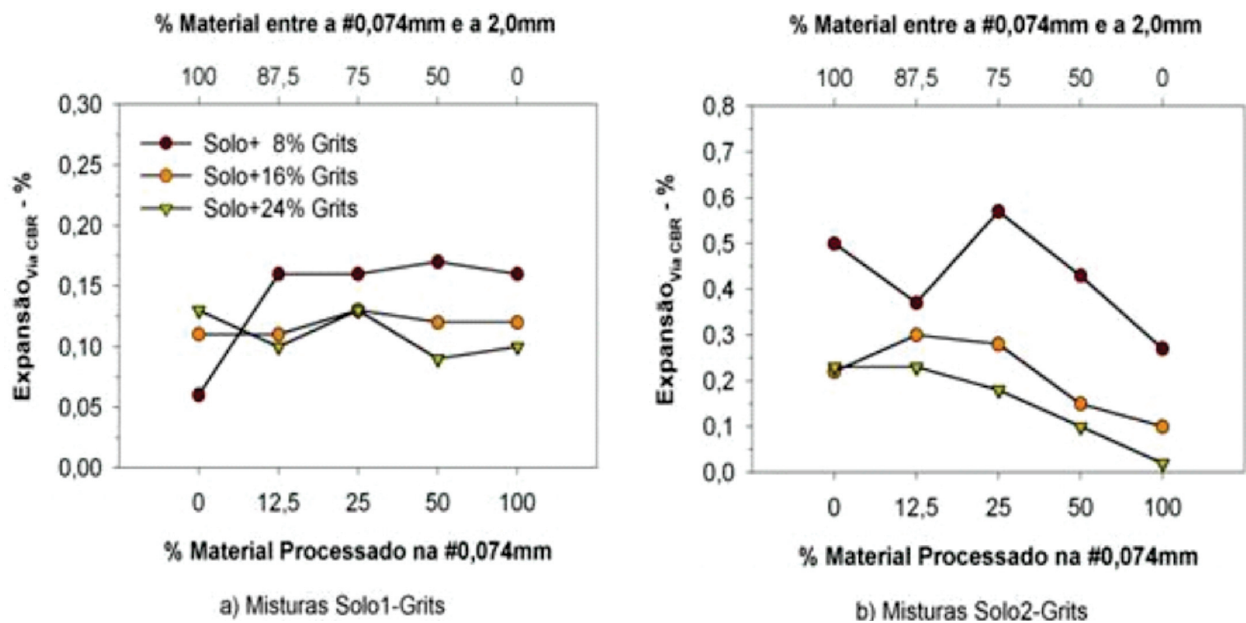 % Material entre a #0,074mm e a 2,0mm
100 87,5 75 50 0
0,30
0,25
0,20
0,15
0,10
0,05
0,00
Expansão Via CBR - %
Solo+ 8% Grits
Solo+16% Grits
Solo+24% Grits
0 12,5 25 50 100
% Material Processado na #0,074mm
a) Misturas Solo1-Grits
% Material entre a #0,074mm e a 2,0mm
100 87,5 75 50 0
0,8
0,7
0,6
0,5
0,4
0,3
0,2
0,1
0,0
Expansão Via CBR - %
0 12,5 25 50 100
% Material Processado na #0,074mm
b) Misturas Solo2-Grits